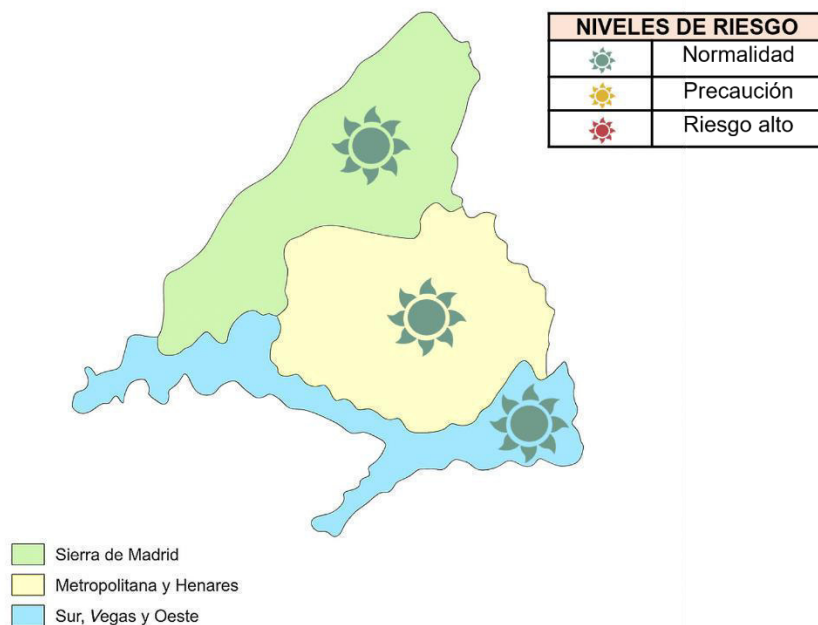 NIVELES DE RIESGO
Normalidad
Precaución
Riesgo alto
Sierra de Madrid
Metropolitana y Henares
Sur, Vegas y Oeste